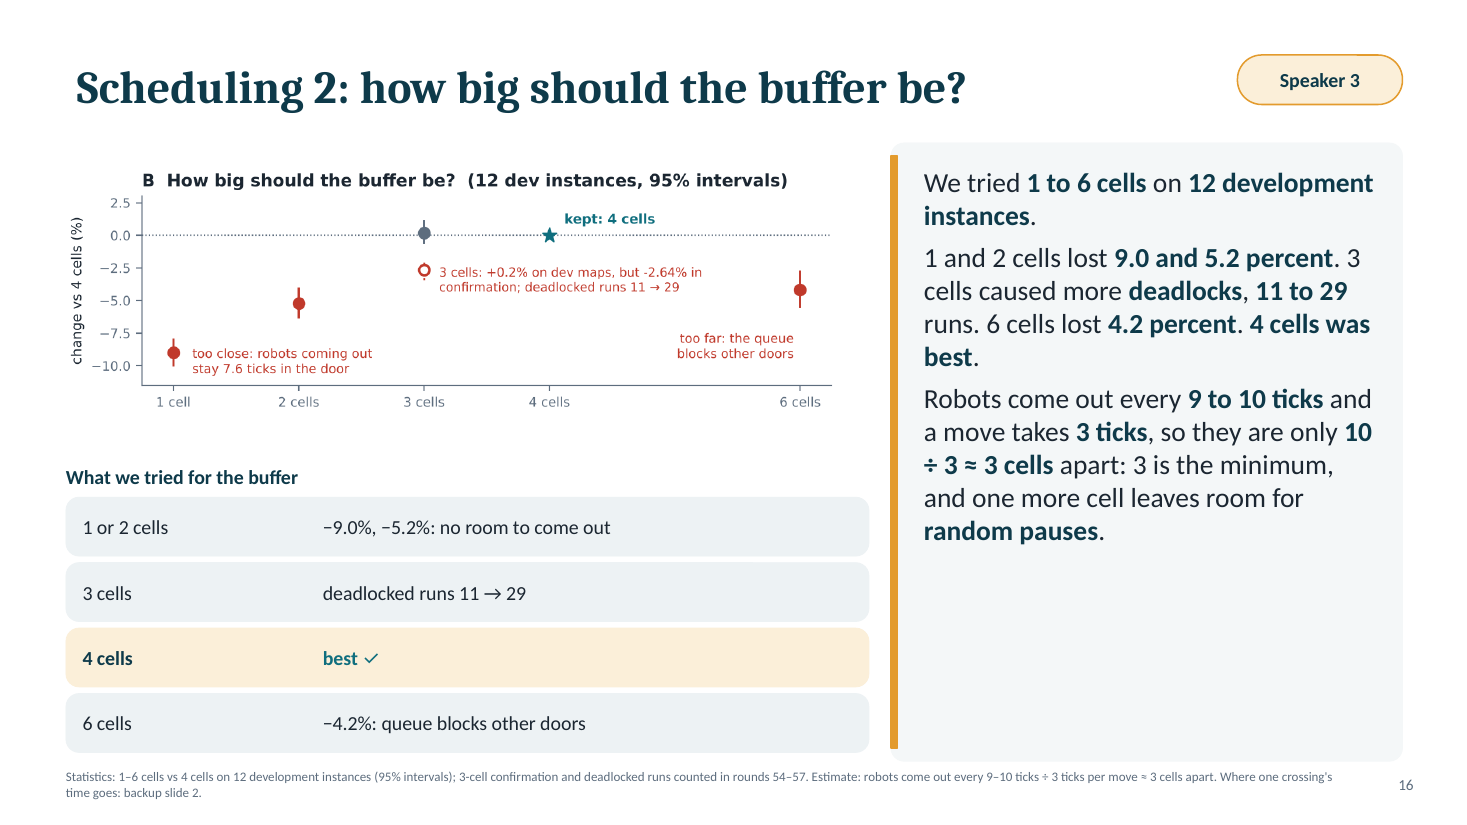 Scheduling 2: how big should the buffer be?
Speaker 3
B How big should the buffer be? (12 dev instances, 95% intervals)
change vs 4 cells (%)
2.5
0.0
−2.5
−5.0
−7.5
−10.0
kept: 4 cells
3 cells: +0.2% on dev maps, but -2.64% in
confirmation; deadlocked runs 11 → 29
too far: the queue
blocks other doors
too close: robots coming out
stay 7.6 ticks in the door
1 cell
2 cells
3 cells
4 cells
6 cells
What we tried for the buffer
1 or 2 cells −9.0%, −5.2%: no room to come out
3 cells deadlocked runs 11 → 29
4 cells best ✓
6 cells −4.2%: queue blocks other doors
We tried 1 to 6 cells on 12 development
instances.
1 and 2 cells lost 9.0 and 5.2 percent. 3
cells caused more deadlocks, 11 to 29
runs. 6 cells lost 4.2 percent. 4 cells was
best.
Robots come out every 9 to 10 ticks and
a move takes 3 ticks, so they are only 10
÷ 3 ≈ 3 cells apart: 3 is the minimum,
and one more cell leaves room for
random pauses.
Statistics: 1–6 cells vs 4 cells on 12 development instances (95% intervals); 3-cell confirmation and deadlocked runs counted in rounds 54–57. Estimate: robots come out every 9–10 ticks ÷ 3 ticks per move ≈ 3 cells apart. Where one crossing's
time goes: backup slide 2.
16